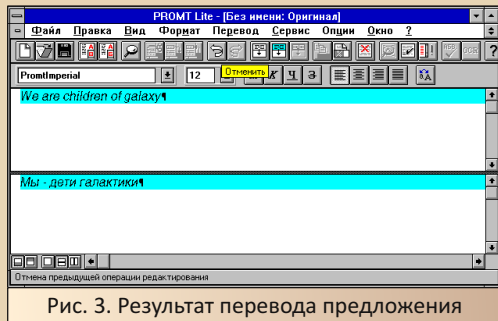 PROMT Lite - [Без имени: Оригинал]
Файл Правка Вид Формат Перевод Сервис Опции Окно ?
PromtImperial 12 Отменить К Ч З
We are children of galaxy¶
Мы - дети галактики¶
Отмена предыдущей операции редактирования
Рис. 3. Результат перевода предложения